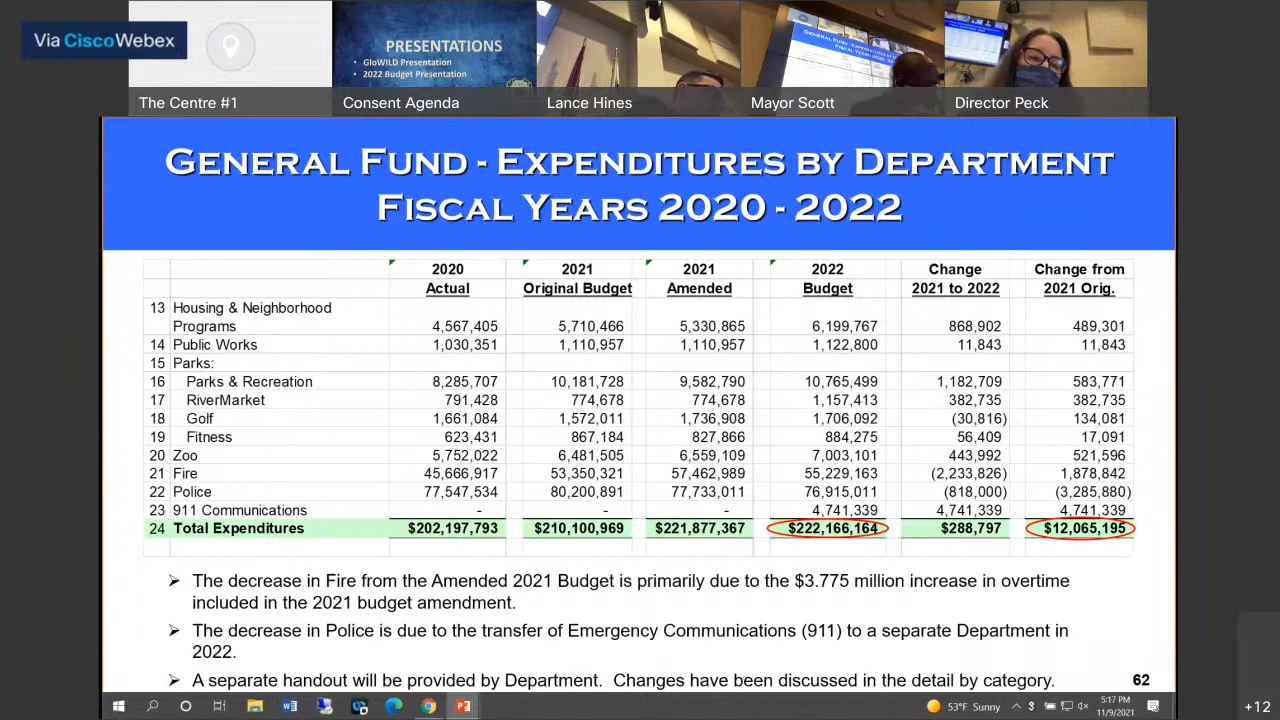 Via CiscoWebex
PRESENTATIONS
• GloWILD Presentation
• 2022 Budget Presentation
The Centre #1
Consent Agenda
Lance Hines
Mayor Scott
Director Peck
General Fund - Expenditures by Department
Fiscal Years 2020 - 2022
2020 2021 2021 2022 Change Change from
Actual Original Budget Amended Budget 2021 to 2022 2021 Orig.
13 Housing & Neighborhood
Programs 4,567,405 5,710,466 5,330,865 6,199,767 868,902 489,301
14 Public Works 1,030,351 1,110,957 1,110,957 1,122,800 11,843 11,843
15 Parks:
16 Parks & Recreation 8,285,707 10,181,728 9,582,790 10,765,499 1,182,709 583,771
17 RiverMarket 791,428 774,678 774,678 1,157,413 382,735 382,735
18 Golf 1,661,084 1,572,011 1,736,908 1,706,092 (30,816) 134,081
19 Fitness 623,431 867,184 827,866 884,275 56,409 17,091
20 Zoo 5,752,022 6,481,505 6,559,109 7,003,101 443,992 521,596
21 Fire 45,666,917 53,350,321 57,462,989 55,229,163 (2,233,826) 1,878,842
22 Police 77,547,534 80,200,891 77,733,011 76,915,011 (818,000) (3,285,880)
23 911 Communications - - - 4,741,339 4,741,339 4,741,339
24 Total Expenditures $202,197,793 $210,100,969 $221,877,367 $222,166,164 $288,797 $12,065,195
➢ The decrease in Fire from the Amended 2021 Budget is primarily due to the $3.775 million increase in overtime
included in the 2021 budget amendment.
➢ The decrease in Police is due to the transfer of Emergency Communications (911) to a separate Department in
2022.
➢ A separate handout will be provided by Department. Changes have been discussed in the detail by category.
62
53°F Sunny
5:17 PM
11/9/2021
+12